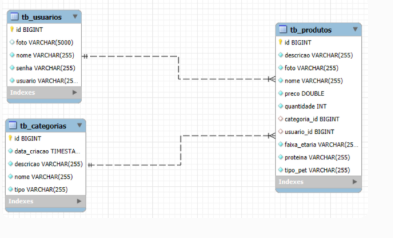 tb_usuarios
id BIGINT
foto VARCHAR(5000)
nome VARCHAR(255)
senha VARCHAR(255)
usuario VARCHAR(25...
Indexes
tb_categorias
id BIGINT
data_criacao TIMESTA...
descricao VARCHAR(255)
nome VARCHAR(255)
tipo VARCHAR(255)
Indexes
tb_produtos
id BIGINT
descricao VARCHAR(255)
foto VARCHAR(255)
nome VARCHAR(255)
preco DOUBLE
quantidade INT
categoria_id BIGINT
usuario_id BIGINT
faixa_etaria VARCHAR(25...
proteina VARCHAR(255)
tipo_pet VARCHAR(255)
Indexes